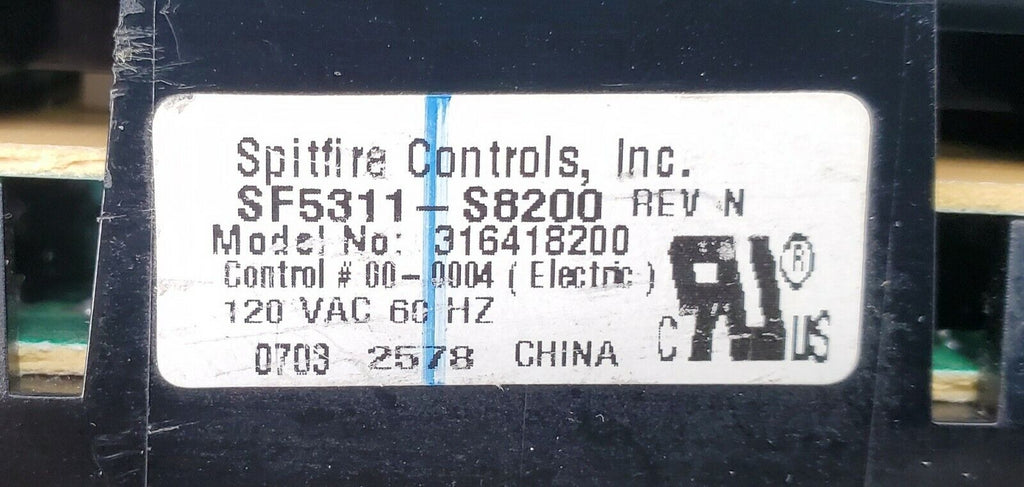 Spitfire Controls, Inc.
SF5311-S8200 REV N
Model No: 316418200
Control # 00-0004 ( Electric )
120 VAC 60 HZ
0703 2578 CHINA
C RU ® US